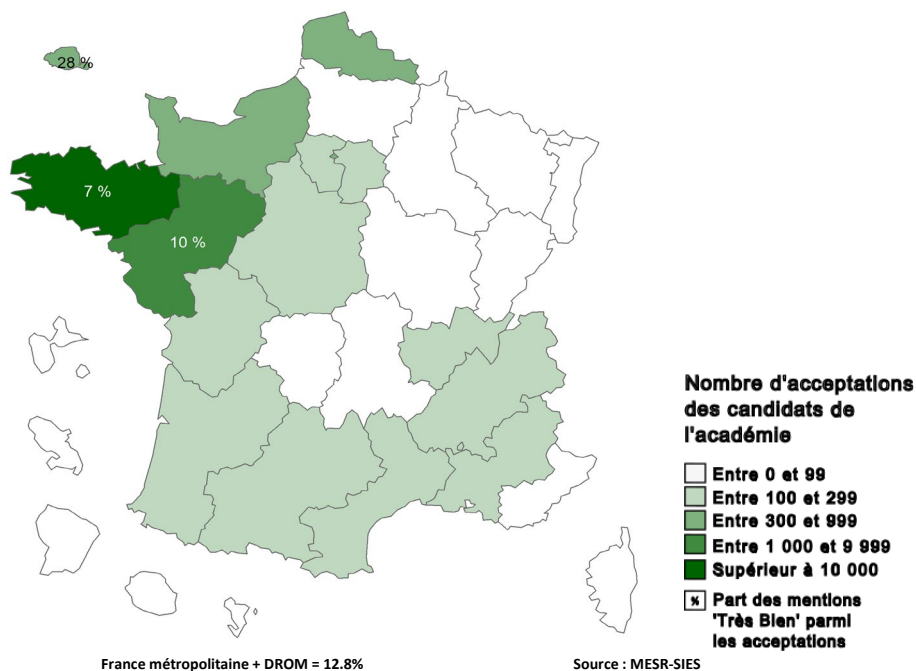 28 %
7 %
10 %
Nombre d'acceptations
des candidats de
l'académie
Entre 0 et 99
Entre 100 et 299
Entre 300 et 999
Entre 1 000 et 9 999
Supérieur à 10 000
% Part des mentions
'Très Bien' parmi
les acceptations
France métropolitaine + DROM = 12.8% Source : MESR-SIES